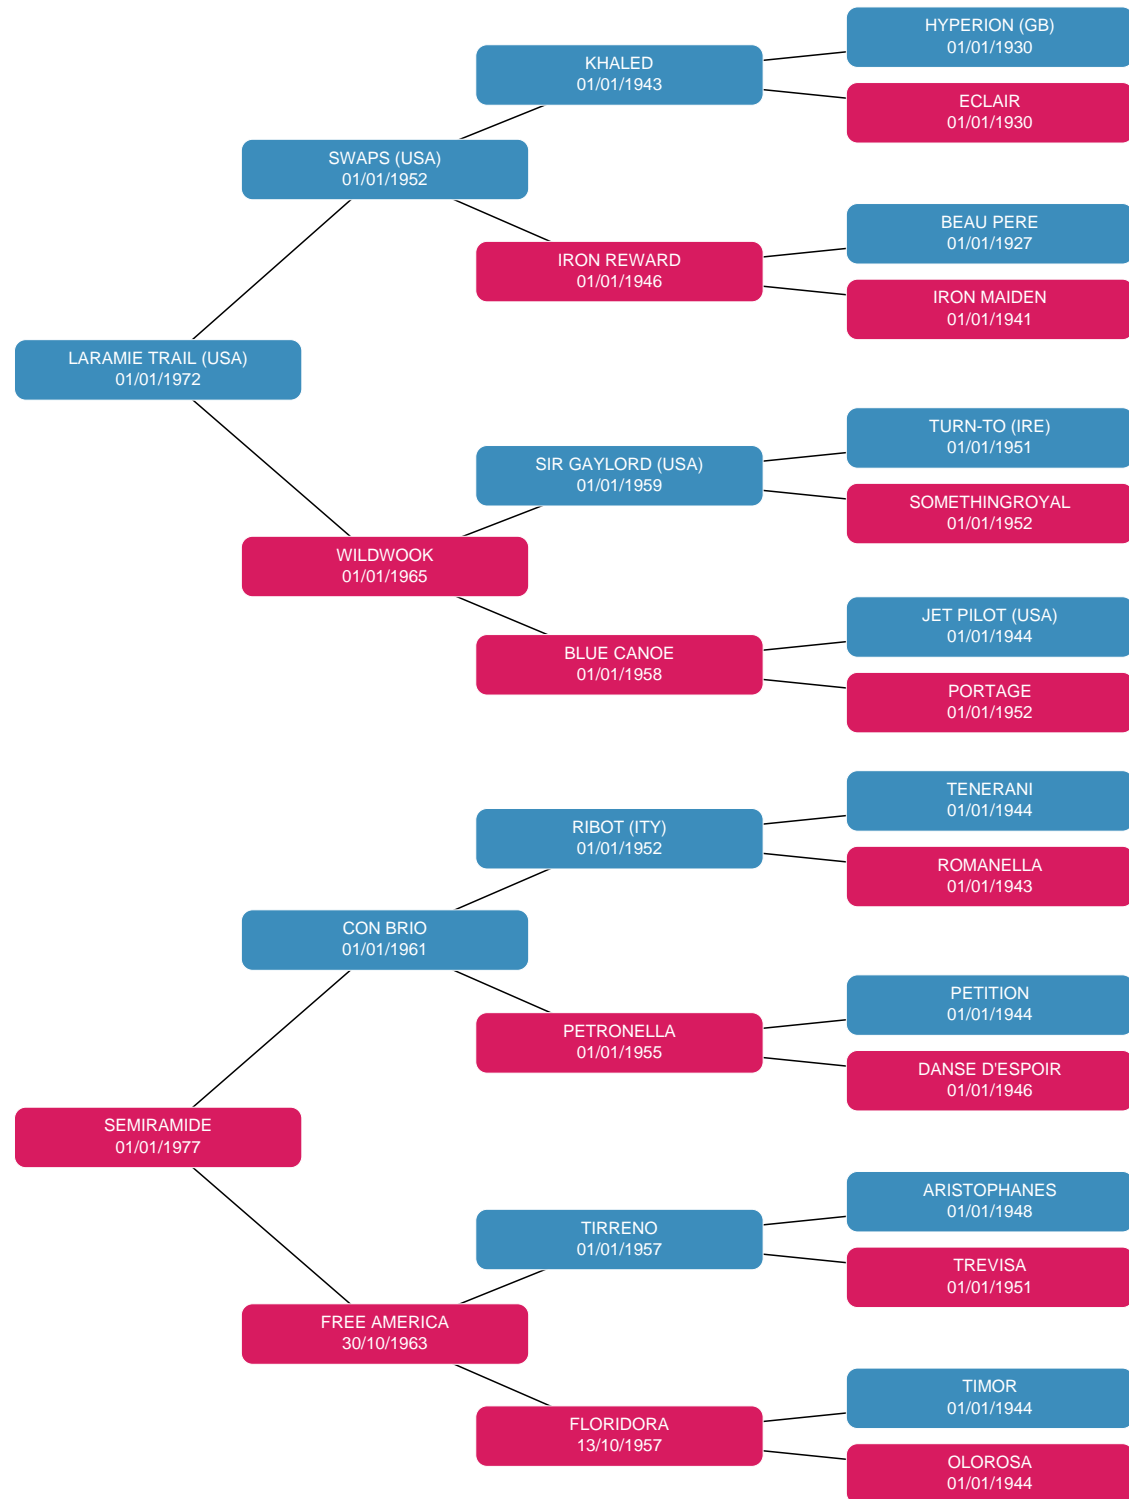 HYPERION (GB)
01/01/1930
KHALED
01/01/1943
ECLAIR
01/01/1930
SWAPS (USA)
01/01/1952
BEAU PERE
01/01/1927
IRON REWARD
01/01/1946
IRON MAIDEN
01/01/1941
LARAMIE TRAIL (USA)
01/01/1972
TURN-TO (IRE)
01/01/1951
SIR GAYLORD (USA)
01/01/1959
SOMETHINGROYAL
01/01/1952
WILDWOOK
01/01/1965
JET PILOT (USA)
01/01/1944
BLUE CANOE
01/01/1958
PORTAGE
01/01/1952
TENERANI
01/01/1944
RIBOT (ITY)
01/01/1952
ROMANELLA
01/01/1943
CON BRIO
01/01/1961
PETITION
01/01/1944
PETRONELLA
01/01/1955
DANSE D'ESPOIR
01/01/1946
SEMIRAMIDE
01/01/1977
ARISTOPHANES
01/01/1948
TIRRENO
01/01/1957
TREVISA
01/01/1951
FREE AMERICA
30/10/1963
TIMOR
01/01/1944
FLORIDORA
13/10/1957
OLOROSA
01/01/1944